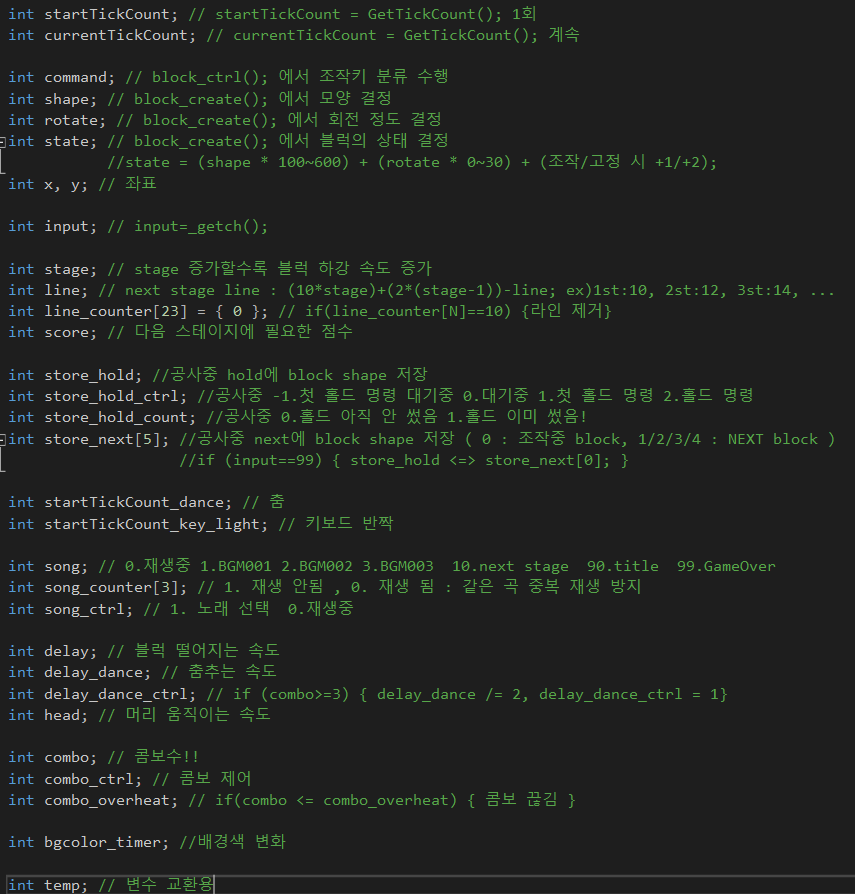 int startTickCount; // startTickCount = GetTickCount(); 1회
int currentTickCount; // currentTickCount = GetTickCount(); 계속
int command; // block_ctrl(); 에서 조작키 분류 수행
int shape; // block_create(); 에서 모양 결정
int rotate; // block_create(); 에서 회전 정도 결정
int state; // block_create(); 에서 블럭의 상태 결정
//state = (shape * 100~600) + (rotate * 0~30) + (조작/고정 시 +1/+2);
int x, y; // 좌표
int input; // input=_getch();
int stage; // stage 증가할수록 블럭 하강 속도 증가
int line; // next stage line : (10*stage)+(2*(stage-1))-line; ex)1st:10, 2st:12, 3st:14, ...
int line_counter[23] = { 0 }; // if(line_counter[N]==10) {라인 제거}
int score; // 다음 스테이지에 필요한 점수
int store_hold; //공사중 hold에 block shape 저장
int store_hold_ctrl; //공사중 -1.첫 홀드 명령 대기중 0.대기중 1.첫 홀드 명령 2.홀드 명령
int store_hold_count; //공사중 0.홀드 아직 안 썼음 1.홀드 이미 썼음!
int store_next[5]; //공사중 next에 block shape 저장 ( 0 : 조작중 block, 1/2/3/4 : NEXT block )
//if (input==99) { store_hold <=> store_next[0]; }
int startTickCount_dance; // 춤
int startTickCount_key_light; // 키보드 반짝
int song; // 0.재생중 1.BGM001 2.BGM002 3.BGM003  10.next stage  90.title  99.GameOver
int song_counter[3]; // 1. 재생 안됨 , 0. 재생 됨 : 같은 곡 중복 재생 방지
int song_ctrl; // 1. 노래 선택  0.재생중
int delay; // 블럭 떨어지는 속도
int delay_dance; // 춤추는 속도
int delay_dance_ctrl; // if (combo>=3) { delay_dance /= 2, delay_dance_ctrl = 1}
int head; // 머리 움직이는 속도
int combo; // 콤보수!!
int combo_ctrl; // 콤보 제어
int combo_overheat; // if(combo <= combo_overheat) { 콤보 끊김 }
int bgcolor_timer; //배경색 변화
int temp; // 변수 교환용